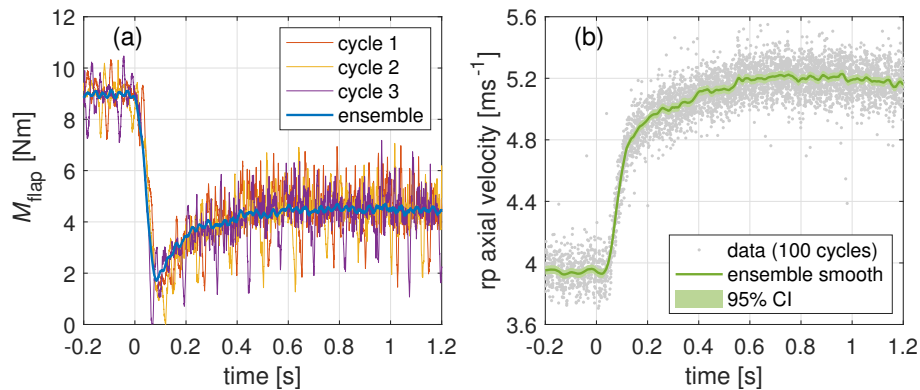 (a)
cycle 1
cycle 2
cycle 3
ensemble
M_flap [Nm]
12
10
8
6
4
2
0
-0.2 0 0.2 0.4 0.6 0.8 1 1.2
time [s]
(b)
data (100 cycles)
ensemble smooth
95% CI
rp axial velocity [ms⁻¹]
5.6
5.2
4.8
4.4
4
3.6
-0.2 0 0.2 0.4 0.6 0.8 1 1.2
time [s]